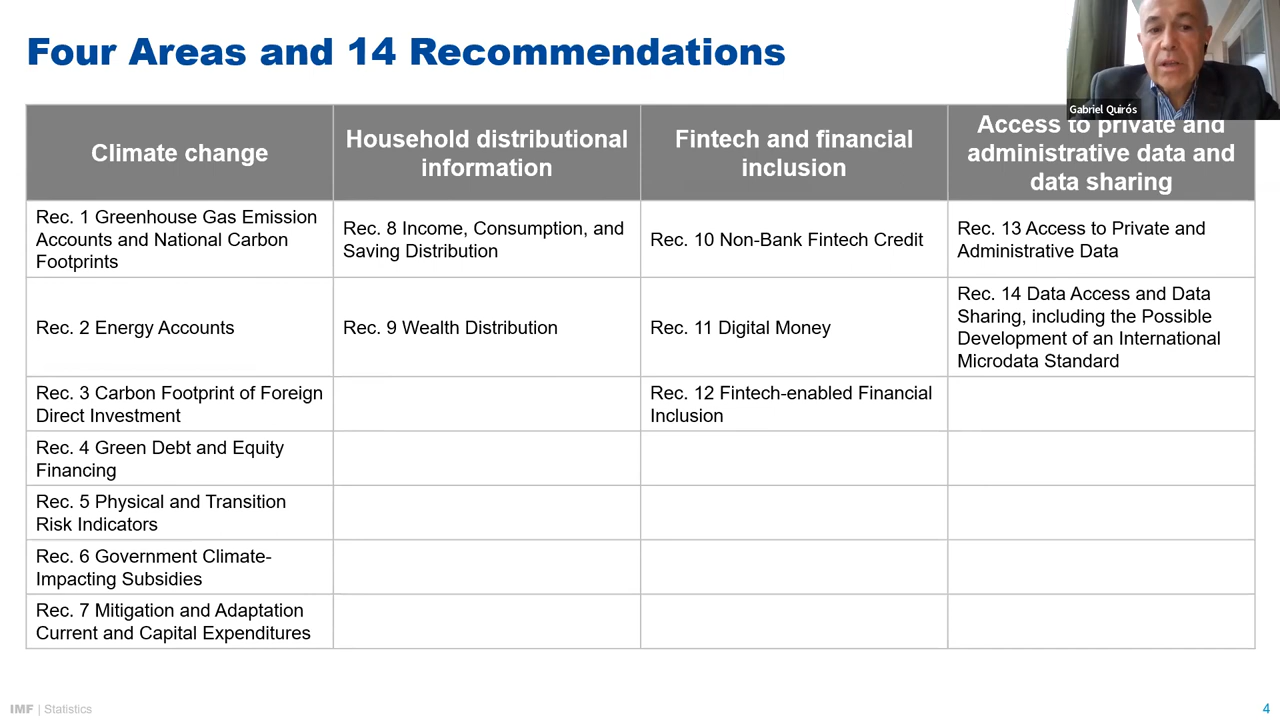 Four Areas and 14 Recommendations
Gabriel Quirós
Climate change
Household distributional
information
Fintech and financial
inclusion
Access to private and
administrative data and
data sharing
Rec. 1 Greenhouse Gas Emission
Accounts and National Carbon
Footprints
Rec. 8 Income, Consumption, and
Saving Distribution
Rec. 10 Non-Bank Fintech Credit
Rec. 13 Access to Private and
Administrative Data
Rec. 2 Energy Accounts
Rec. 9 Wealth Distribution
Rec. 11 Digital Money
Rec. 14 Data Access and Data
Sharing, including the Possible
Development of an International
Microdata Standard
Rec. 3 Carbon Footprint of Foreign
Direct Investment
Rec. 12 Fintech-enabled Financial
Inclusion
Rec. 4 Green Debt and Equity
Financing
Rec. 5 Physical and Transition
Risk Indicators
Rec. 6 Government Climate-
Impacting Subsidies
Rec. 7 Mitigation and Adaptation
Current and Capital Expenditures
IMF | Statistics
4